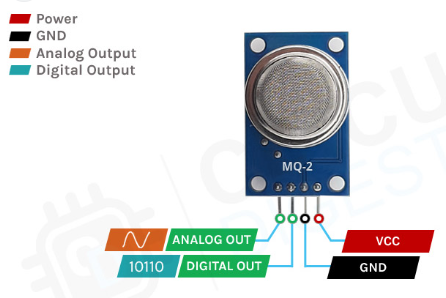 Power
GND
Analog Output
Digital Output
MQ-2
ANALOG OUT
VCC
10110 DIGITAL OUT
GND